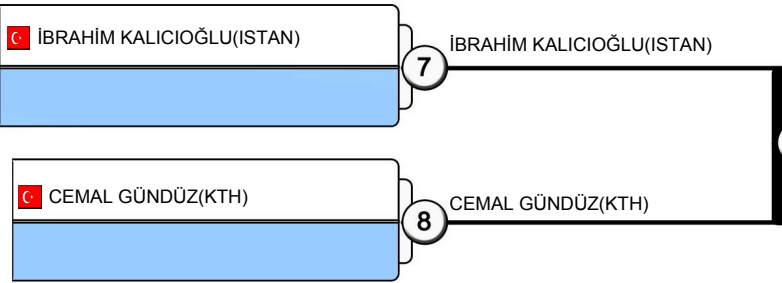 İBRAHİM KALICIOĞLU(ISTAN)
7
İBRAHİM KALICIOĞLU(ISTAN)
CEMAL GÜNDÜZ(KTH)
8
CEMAL GÜNDÜZ(KTH)